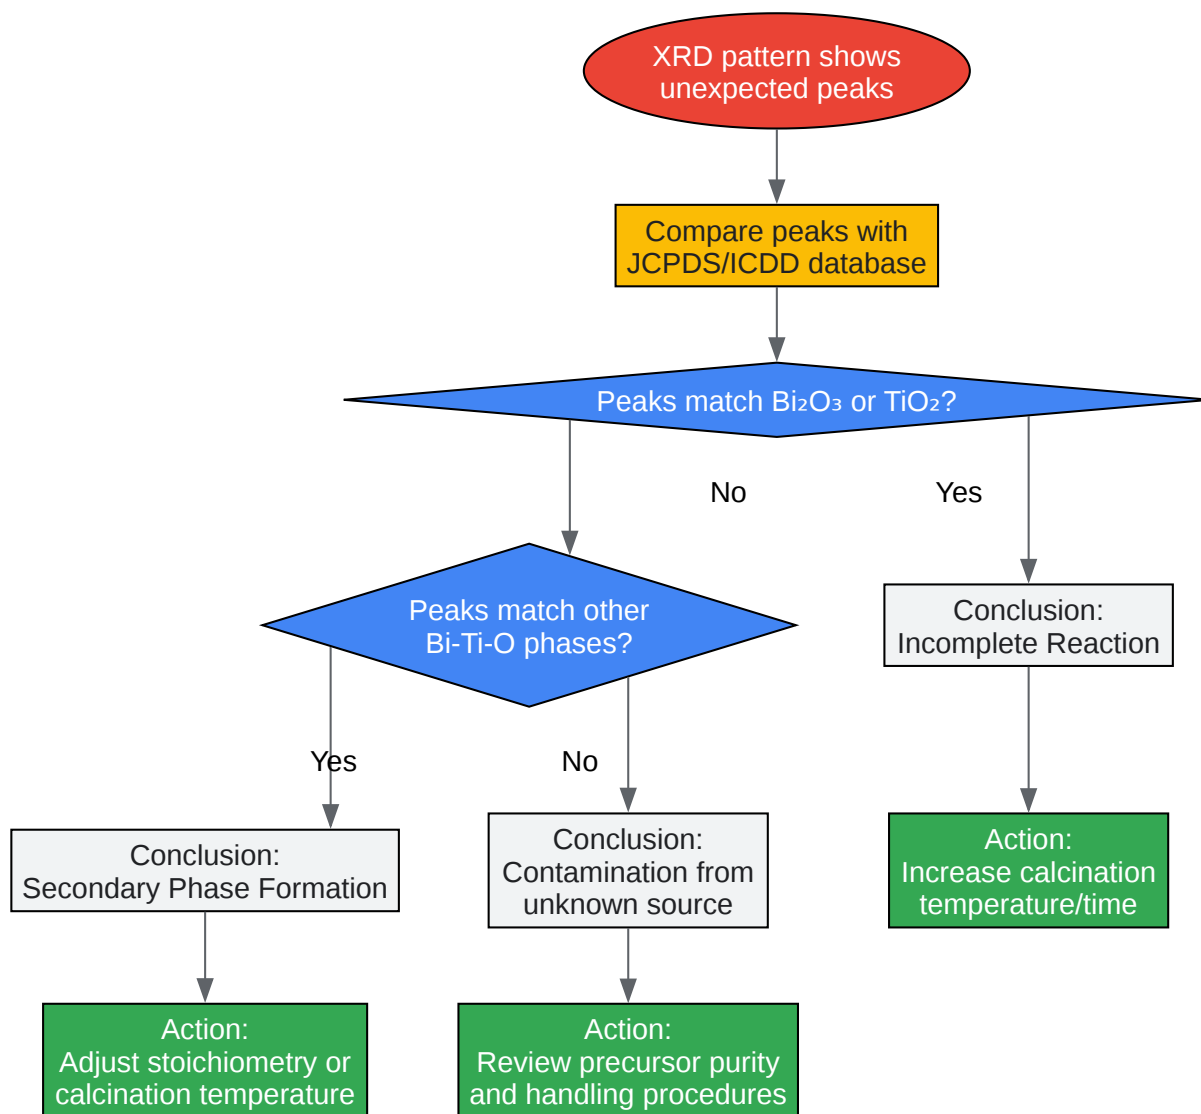 XRD pattern shows
unexpected peaks
Compare peaks with
JCPDS/ICDD database
Peaks match Bi₂O₃ or TiO₂?
No
Yes
Peaks match other
Bi-Ti-O phases?
Conclusion:
Incomplete Reaction
Yes
No
Conclusion:
Secondary Phase Formation
Conclusion:
Contamination from
unknown source
Action:
Increase calcination
temperature/time
Action:
Adjust stoichiometry or
calcination temperature
Action:
Review precursor purity
and handling procedures